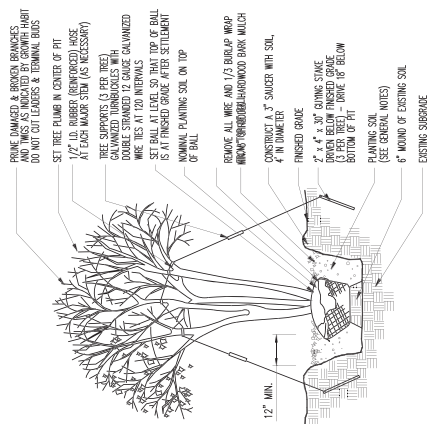 PRUNE DAMAGED & BROKEN BRANCHES
AND TWIGS AS INDICATED BY GROWTH HABIT
DO NOT CUT LEADERS & TERMINAL BUDS
SET TREE PLUMB IN CENTER OF PIT
1/2" I.D. RUBBER (REINFORCED) HOSE
AT EACH MAJOR STEM (AS NECESSARY)
TREE SUPPORTS (3 PER TREE)
GALVANIZED TURNBUCKLES WITH
DOUBLE STRANDED 12 GAUGE GALVANIZED
WIRE TIES AT 120 INTERVALS
SET BALL AT LEVEL SO THAT TOP OF BALL
IS AT FINISHED GRADE AFTER SETTLEMENT
NOMINAL PLANTING SOIL ON TOP
OF BALL
REMOVE ALL WIRE AND 1/3 BURLAP WRAP
HARDWOOD BARK MULCH
CONSTRUCT A 3" SAUCER WITH SOIL,
4' IN DIAMETER
FINISHED GRADE
2" x 4" x 30" GUYING STAKE
DRIVEN BELOW FINISHED GRADE
(3 PER TREE) – DRIVE 18" BELOW
BOTTOM OF PIT
PLANTING SOIL
(SEE GENERAL NOTES)
6" MOUND OF EXISTING SOIL
EXISTING SUBGRADE
12" MIN.